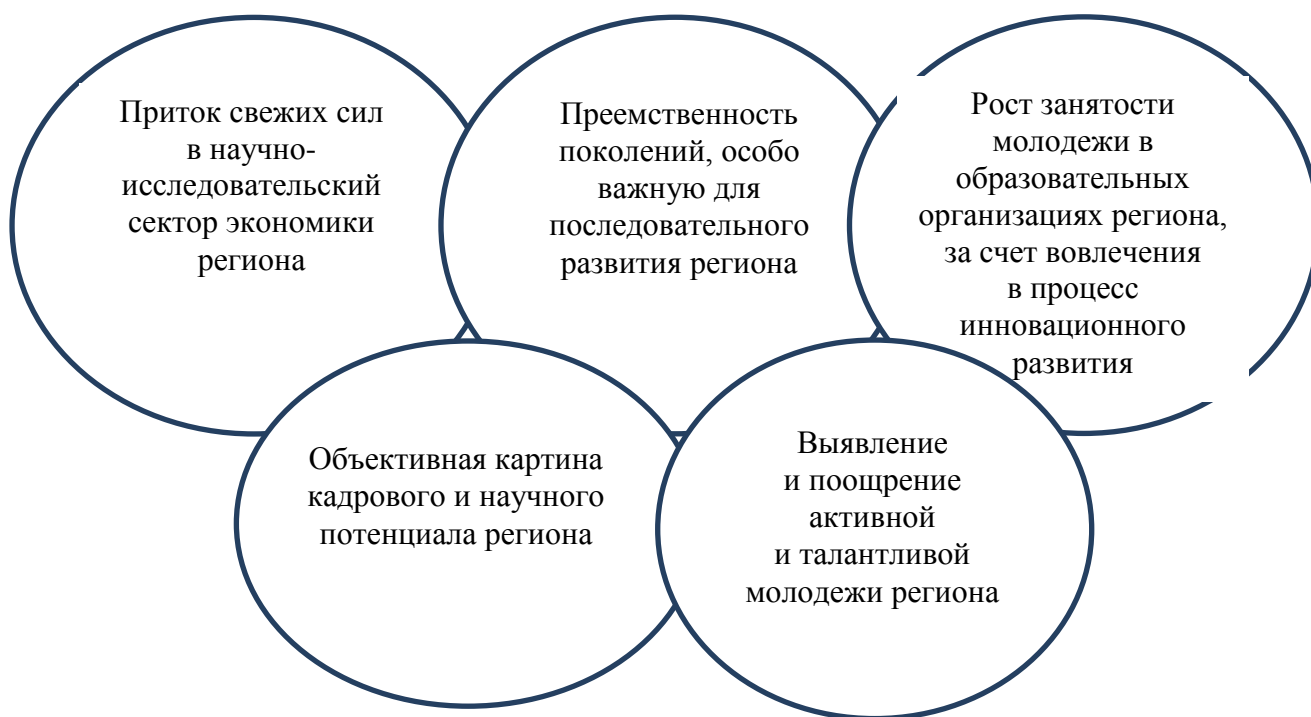 Приток свежих сил
в научно-
исследовательский
сектор экономики
региона
Преемственность
поколений, особо
важную для
последовательного
развития региона
Рост занятости
молодежи в
образовательных
организациях региона,
за счет вовлечения
в процесс
инновационного
развития
Объективная картина
кадрового и научного
потенциала региона
Выявление
и поощрение
активной
и талантливой
молодежи региона